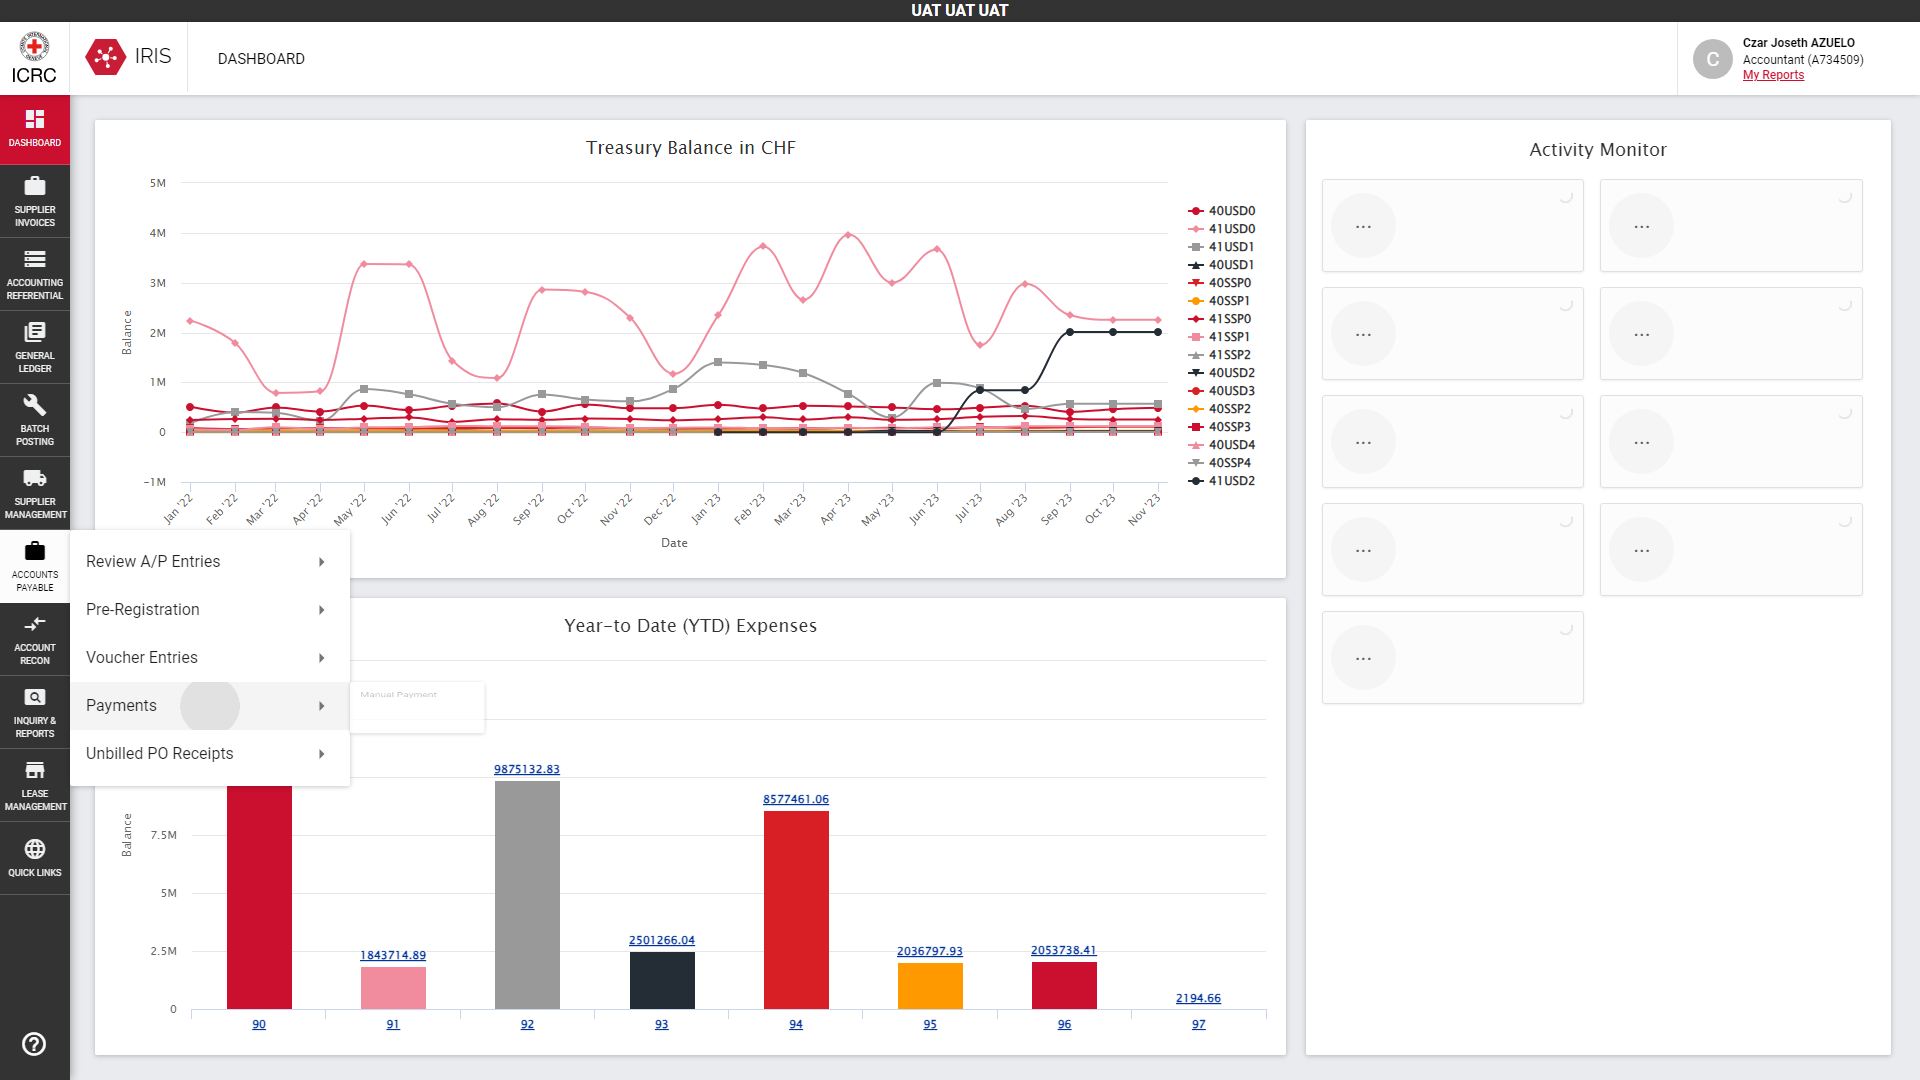 UAT UAT UAT
ICRC
IRIS
DASHBOARD
C
Czar Joseth AZUELO
Accountant (A734509)
My Reports
DASHBOARD
SUPPLIER
INVOICES
ACCOUNTING
REFERENTIAL
GENERAL
LEDGER
BATCH
POSTING
SUPPLIER
MANAGEMENT
ACCOUNTS
PAYABLE
ACCOUNT
RECON
INQUIRY &
REPORTS
LEASE
MANAGEMENT
QUICK LINKS
Review A/P Entries
Pre-Registration
Voucher Entries
Payments
Unbilled PO Receipts
Manual Payment
Treasury Balance in CHF
Balance
5M
4M
3M
2M
1M
0
-1M
Jan '22
Feb '22
Mar '22
Apr '22
May '22
Jun '22
Jul '22
Aug '22
Sep '22
Oct '22
Nov '22
Dec '22
Jan '23
Feb '23
Mar '23
Apr '23
May '23
Jun '23
Jul '23
Aug '23
Sep '23
Oct '23
Nov '23
Date
40USD0
41USD0
41USD1
40USD1
40SSP0
40SSP1
41SSP0
41SSP1
41SSP2
40USD2
40USD3
40SSP2
40SSP3
40USD4
40SSP4
41USD2
Year-to Date (YTD) Expenses
Balance
7.5M
5M
2.5M
0
1843714.89
9875132.83
2501266.04
8577461.06
2036797.93
2053738.41
2194.66
90
91
92
93
94
95
96
97
Activity Monitor
...
...
...
...
...
...
...
...
...